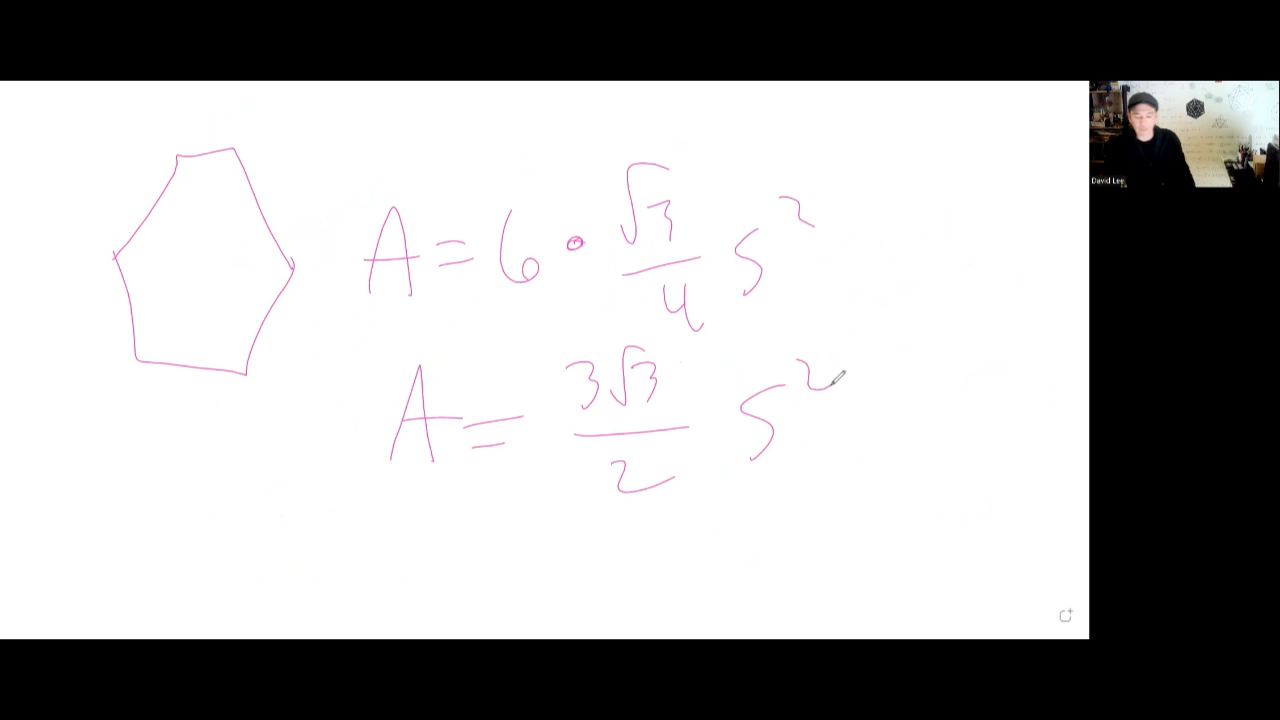 A = 6 • √3/4 s²
A = 3√3/2 s²
David Lee